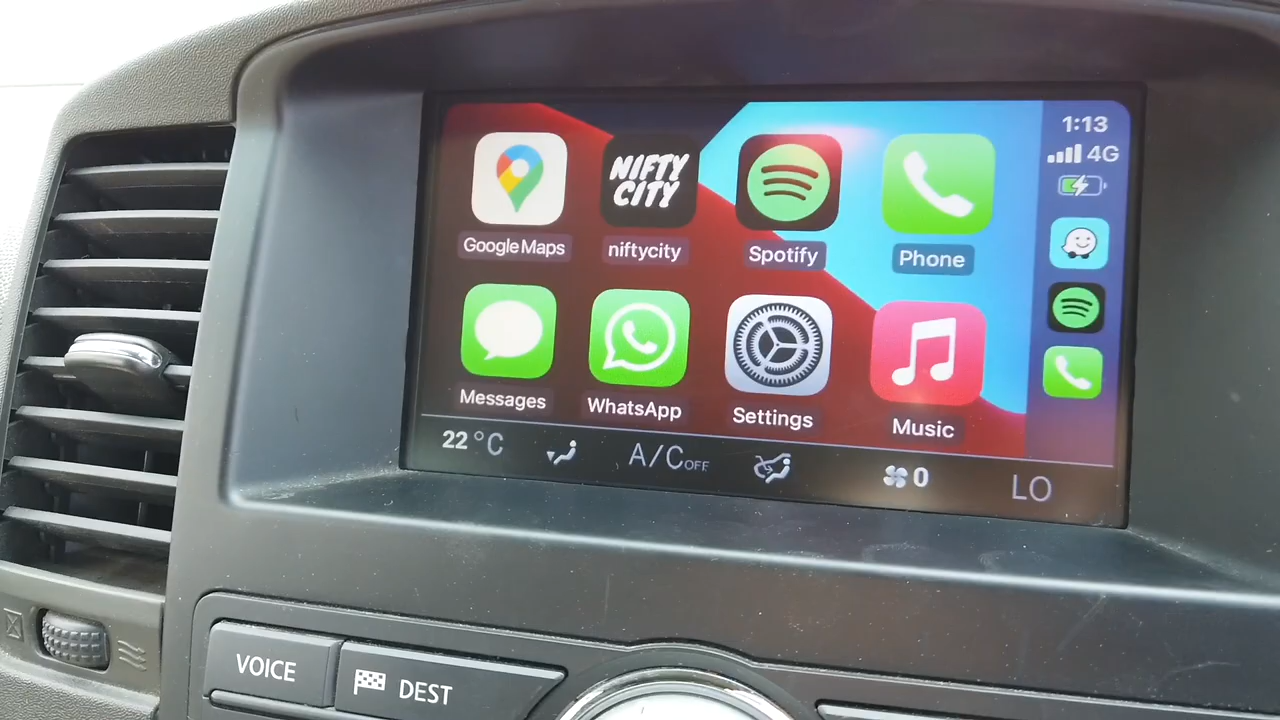 1:13
4G
NIFTY
CITY
Google Maps
niftycity
Spotify
Phone
Messages
WhatsApp
Settings
Music
22°C
A/C OFF
0
LO
VOICE
DEST